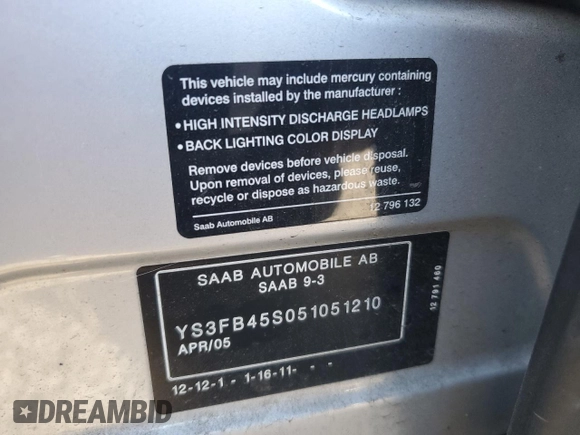 This vehicle may include mercury containing
devices installed by the manufacturer :
• HIGH INTENSITY DISCHARGE HEADLAMPS
• BACK LIGHTING COLOR DISPLAY
Remove devices before vehicle disposal.
Upon removal of devices, please reuse,
recycle or dispose as hazardous waste.
Saab Automobile AB
12 796 132
SAAB AUTOMOBILE AB
SAAB 9-3
YS3FB45S051051210
APR/05
12-12-1 - 1-16-11- - -
12 791 460
DREAMBID